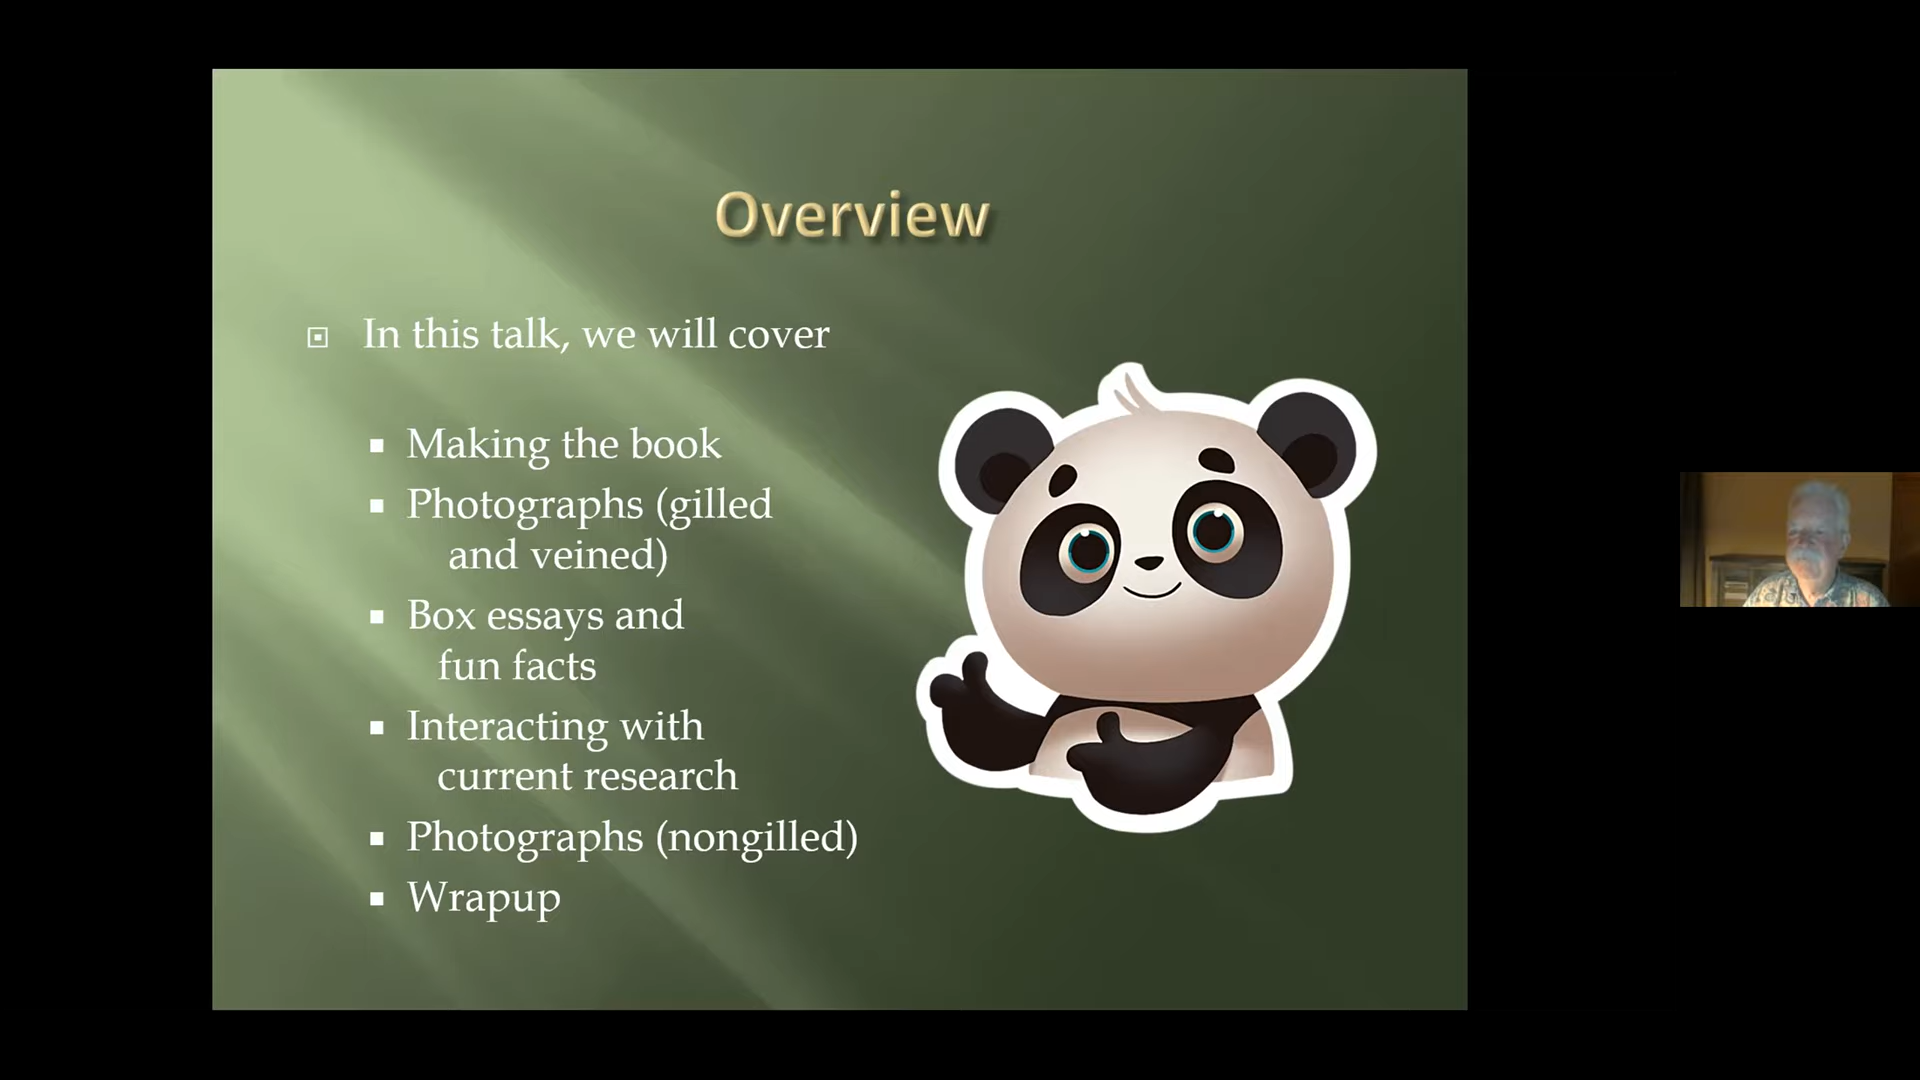 Overview
In this talk, we will cover
Making the book
Photographs (gilled
and veined)
Box essays and
fun facts
Interacting with
current research
Photographs (nongilled)
Wrapup